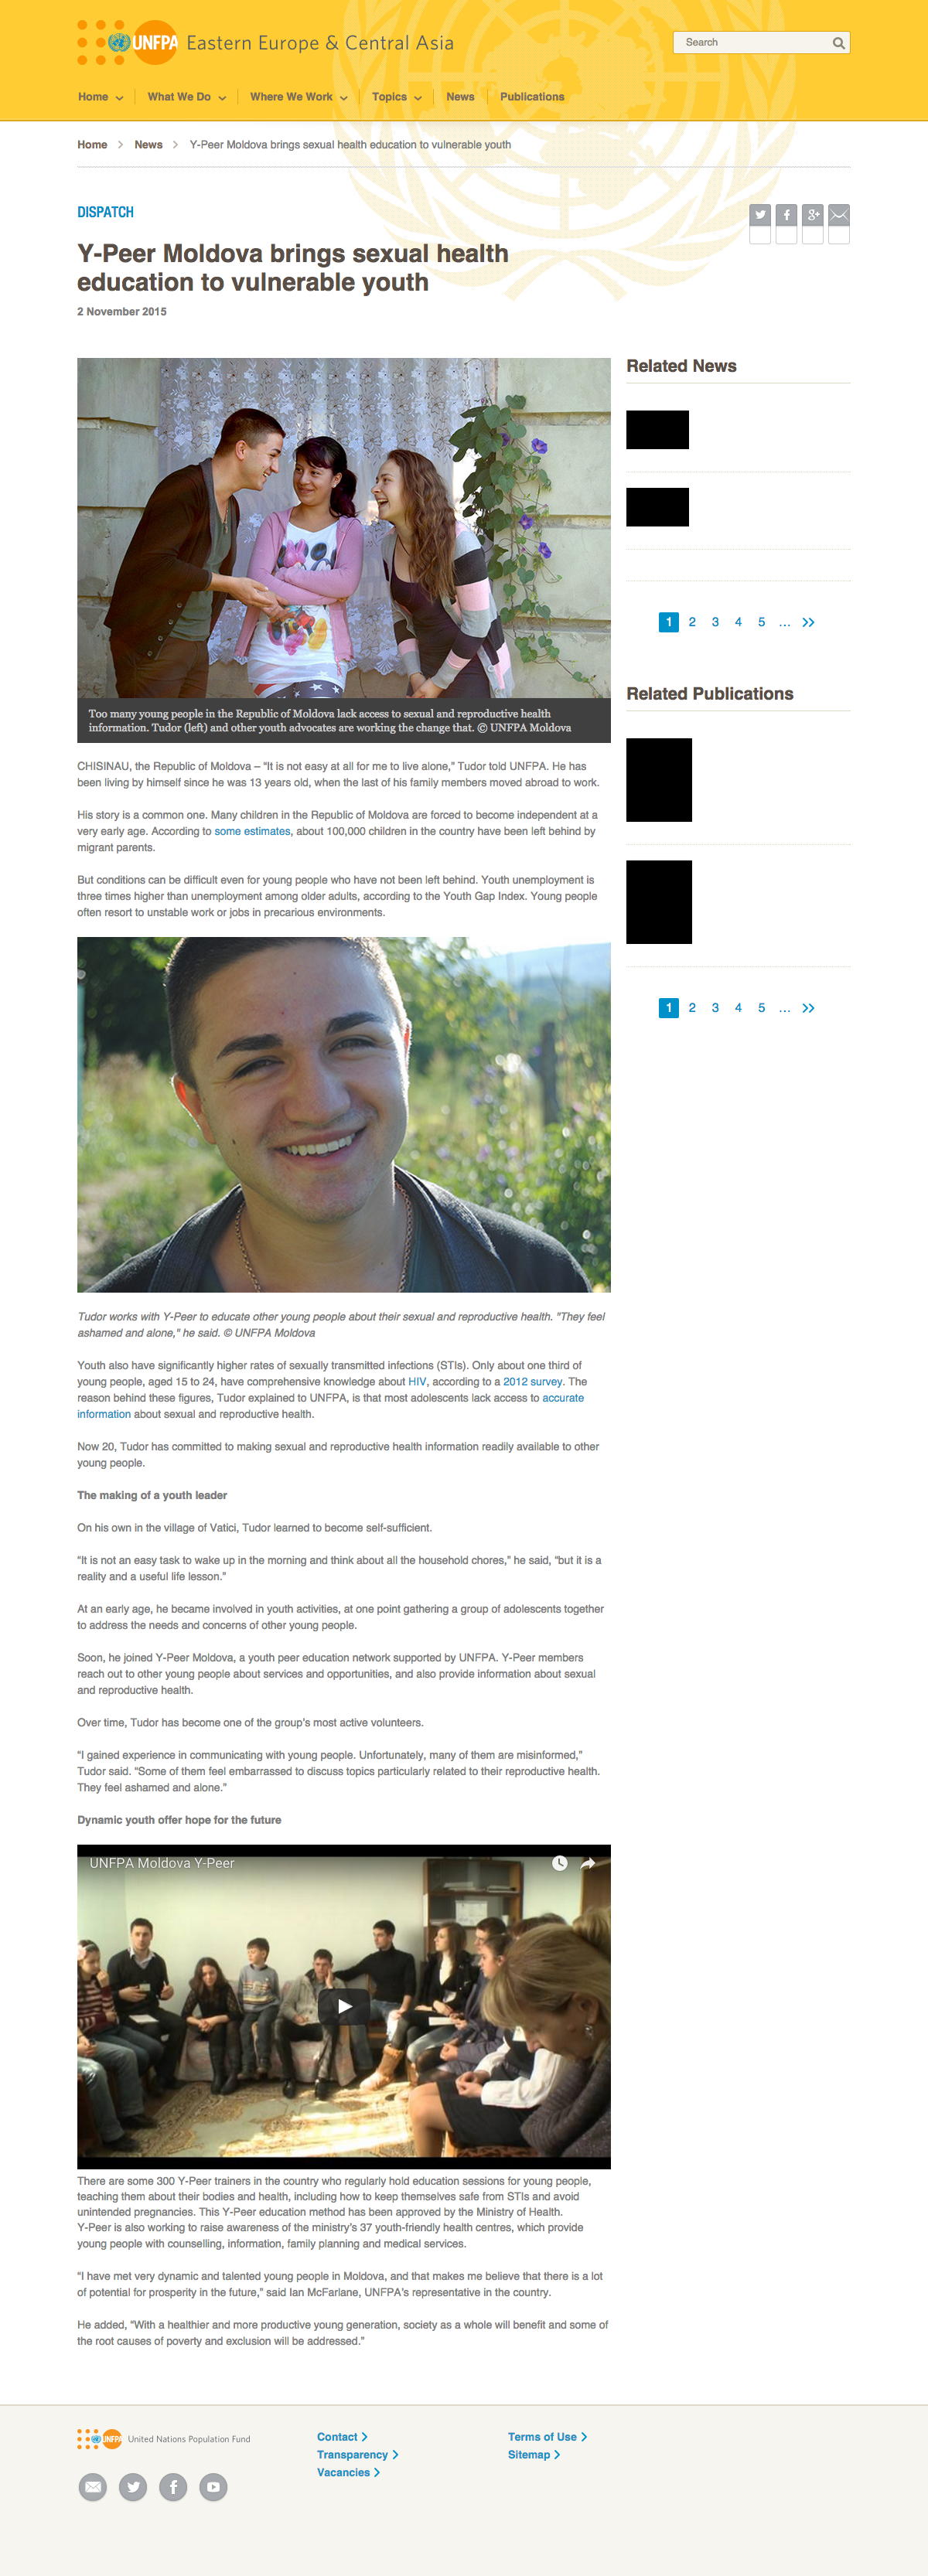 UNFPA Eastern Europe & Central Asia
Search
Home What We Do Where We Work Topics News Publications
Home > News > Y-Peer Moldova brings sexual health education to vulnerable youth
DISPATCH
Y-Peer Moldova brings sexual health
education to vulnerable youth
2 November 2015
Too many young people in the Republic of Moldova lack access to sexual and reproductive health
information. Tudor (left) and other youth advocates are working the change that. © UNFPA Moldova
CHISINAU, the Republic of Moldova – “It is not easy at all for me to live alone,” Tudor told UNFPA. He has
been living by himself since he was 13 years old, when the last of his family members moved abroad to work.
His story is a common one. Many children in the Republic of Moldova are forced to become independent at a
very early age. According to some estimates, about 100,000 children in the country have been left behind by
migrant parents.
But conditions can be difficult even for young people who have not been left behind. Youth unemployment is
three times higher than unemployment among older adults, according to the Youth Gap Index. Young people
often resort to unstable work or jobs in precarious environments.
Tudor works with Y-Peer to educate other young people about their sexual and reproductive health. "They feel
ashamed and alone," he said. © UNFPA Moldova
Youth also have significantly higher rates of sexually transmitted infections (STIs). Only about one third of
young people, aged 15 to 24, have comprehensive knowledge about HIV, according to a 2012 survey. The
reason behind these figures, Tudor explained to UNFPA, is that most adolescents lack access to accurate
information about sexual and reproductive health.
Now 20, Tudor has committed to making sexual and reproductive health information readily available to other
young people.
The making of a youth leader
On his own in the village of Vatici, Tudor learned to become self-sufficient.
“It is not an easy task to wake up in the morning and think about all the household chores,” he said, “but it is a
reality and a useful life lesson.”
At an early age, he became involved in youth activities, at one point gathering a group of adolescents together
to address the needs and concerns of other young people.
Soon, he joined Y-Peer Moldova, a youth peer education network supported by UNFPA. Y-Peer members
reach out to other young people about services and opportunities, and also provide information about sexual
and reproductive health.
Over time, Tudor has become one of the group’s most active volunteers.
“I gained experience in communicating with young people. Unfortunately, many of them are misinformed,”
Tudor said. “Some of them feel embarrassed to discuss topics particularly related to their reproductive health.
They feel ashamed and alone.”
Dynamic youth offer hope for the future
UNFPA Moldova Y-Peer
There are some 300 Y-Peer trainers in the country who regularly hold education sessions for young people,
teaching them about their bodies and health, including how to keep themselves safe from STIs and avoid
unintended pregnancies. This Y-Peer education method has been approved by the Ministry of Health.
Y-Peer is also working to raise awareness of the ministry’s 37 youth-friendly health centres, which provide
young people with counselling, information, family planning and medical services.
“I have met very dynamic and talented young people in Moldova, and that makes me believe that there is a lot
of potential for prosperity in the future,” said Ian McFarlane, UNFPA’s representative in the country.
He added, “With a healthier and more productive young generation, society as a whole will benefit and some of
the root causes of poverty and exclusion will be addressed.”
Related News
1 2 3 4 5 … >>
Related Publications
1 2 3 4 5 … >>
UNFPA United Nations Population Fund
Contact >
Transparency >
Vacancies >
Terms of Use >
Sitemap >